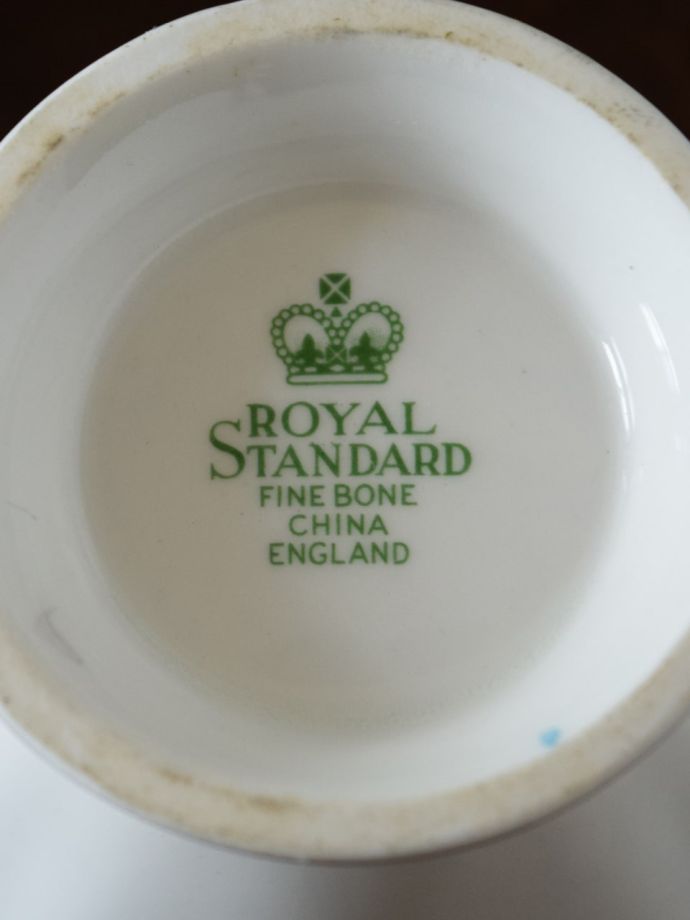 ROYAL
STANDARD
FINE BONE
CHINA
ENGLAND